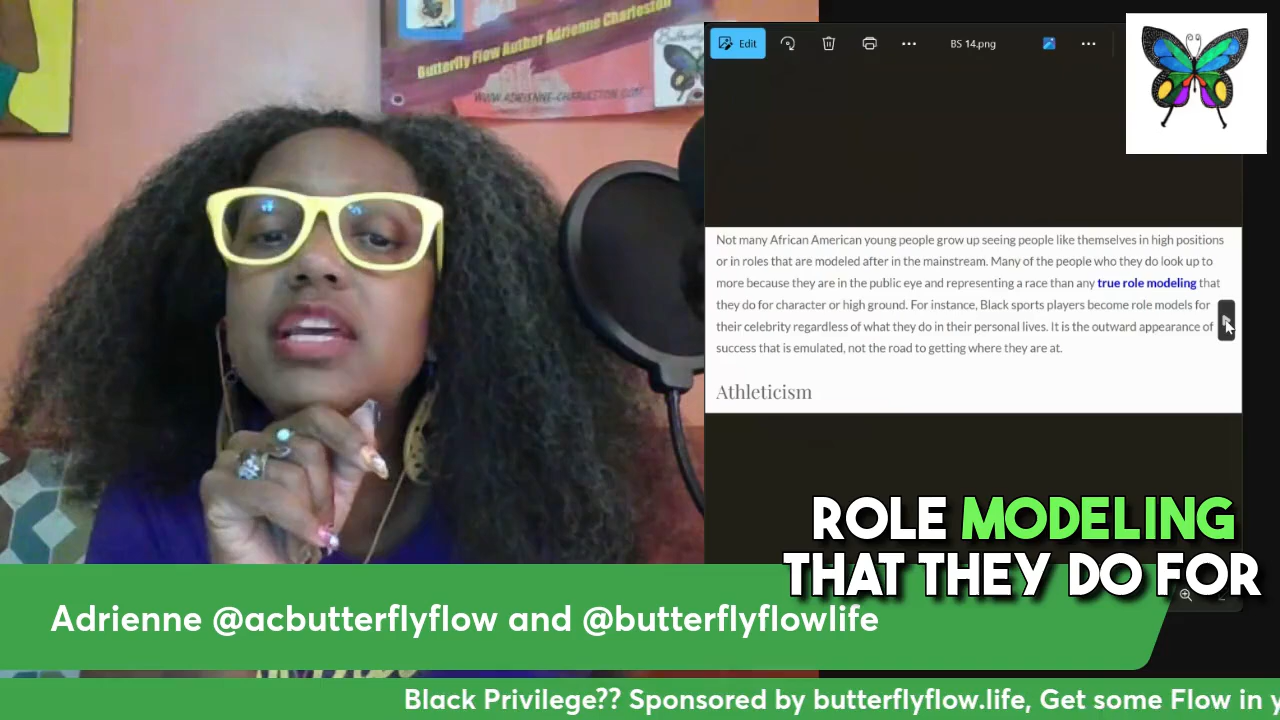 Butterfly Flow Author Adrienne Charleston
WWW.ADRIENNE-CHARLESTON.COM
Edit
BS 14.png
Not many African American young people grow up seeing people like themselves in high positions
or in roles that are modeled after in the mainstream. Many of the people who they do look up to
more because they are in the public eye and representing a race than any true role modeling that
they do for character or high ground. For instance, Black sports players become role models for
their celebrity regardless of what they do in their personal lives. It is the outward appearance of
success that is emulated, not the road to getting where they are at.
Athleticism
ROLE MODELING
THAT THEY DO FOR
Adrienne @acbutterflyflow and @butterflyflowlife
Black Privilege?? Sponsored by butterflyflow.life, Get some Flow in y